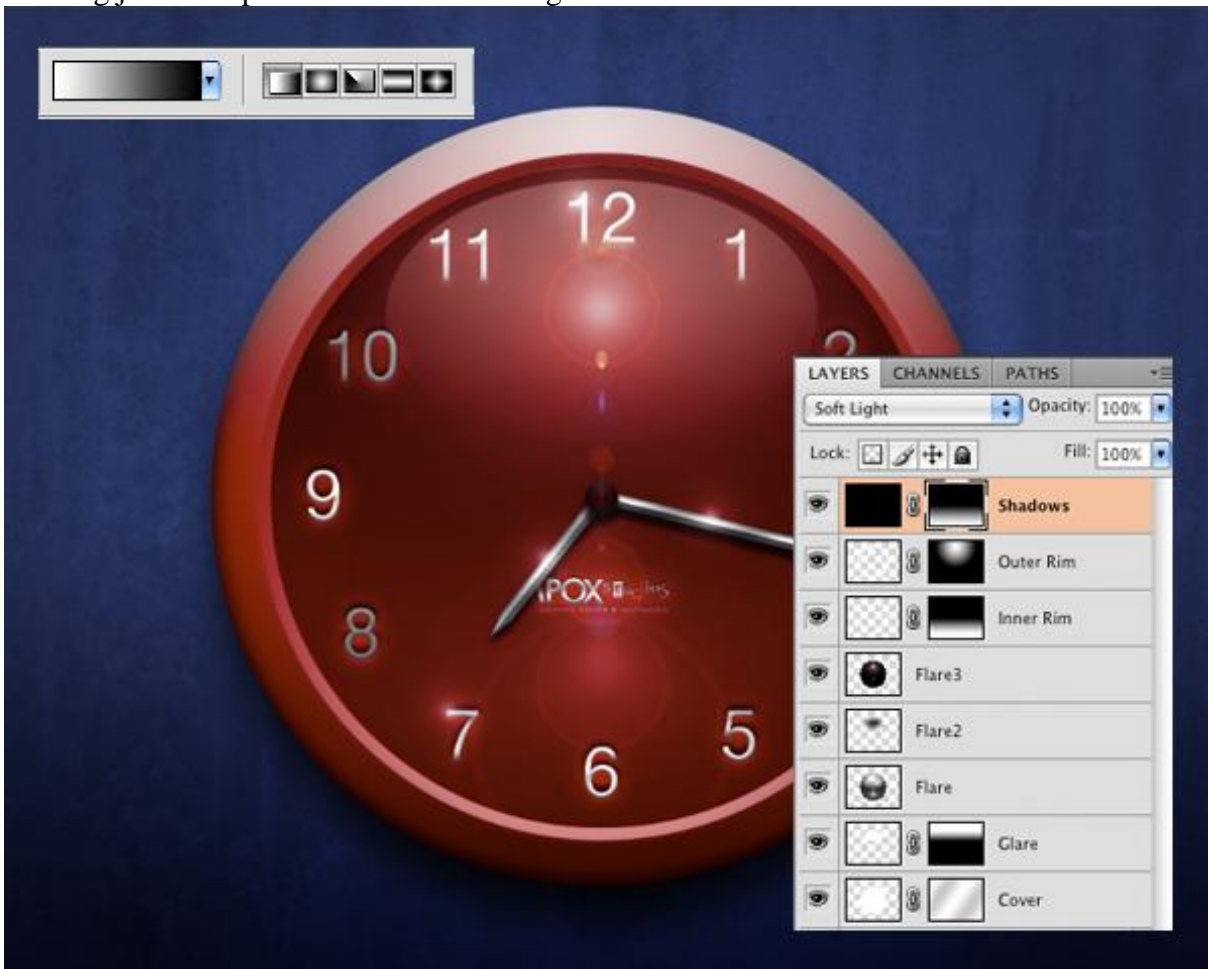 12
11 1
10 2
9
8
7 5
6
LAYERS CHANNELS PATHS
Soft Light Opacity: 100%
Lock: Fill: 100%
Shadows
Outer Rim
Inner Rim
Flare3
Flare2
Flare
Glare
Cover